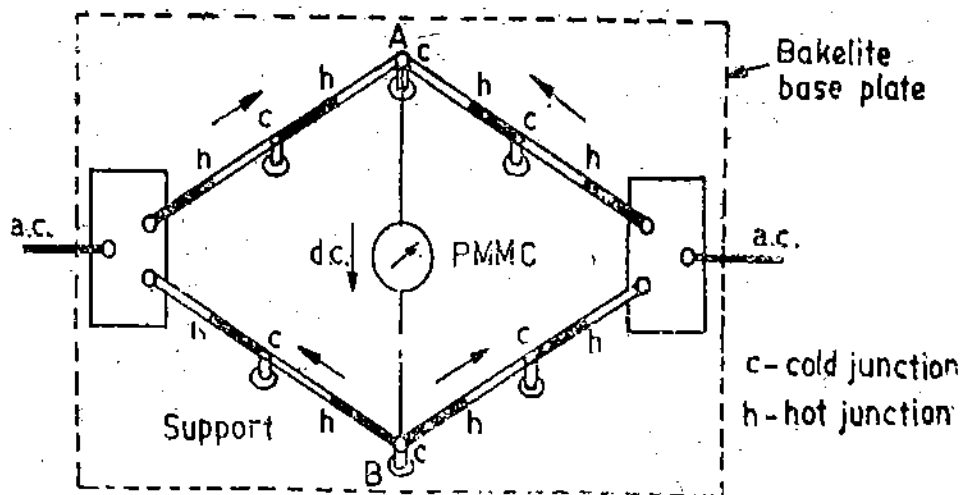 A
c
Bakelite
base plate
h
h
c
c
h
h
a.c.
d.c.
PMMC
a.c.
h
c
c
h
c - cold junction
h
h - hot junction
Support
B
c